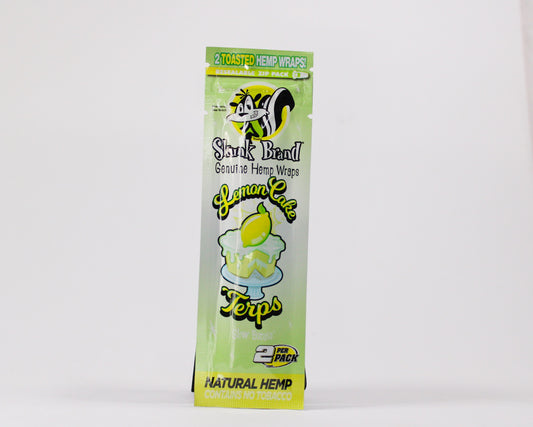 2 TOASTED HEMP WRAPS!
RESEALABLE ZIP PACK
Skunk Brand
Genuine Hemp Wraps
Lemon Cake
Terps
2 PER
PACK
NATURAL HEMP
CONTAINS NO TOBACCO